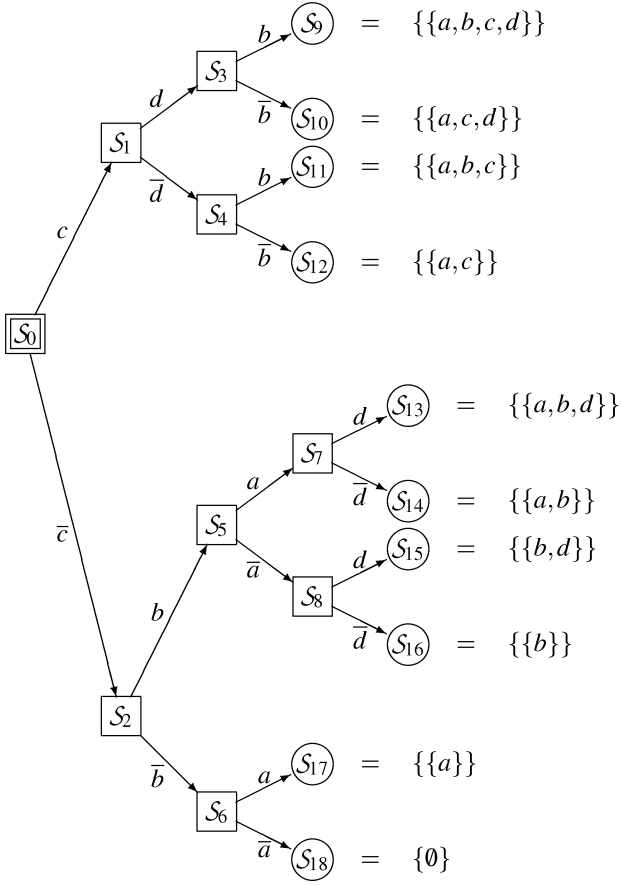 b 𝒮₉ = {{a,b,c,d}}
𝒮₃
d b̅ 𝒮₁₀ = {{a,c,d}}
𝒮₁
d̅ b 𝒮₁₁ = {{a,b,c}}
𝒮₄
c b̅ 𝒮₁₂ = {{a,c}}
𝒮₀
d 𝒮₁₃ = {{a,b,d}}
𝒮₇
a d̅ 𝒮₁₄ = {{a,b}}
c̅ 𝒮₅
a̅ d 𝒮₁₅ = {{b,d}}
𝒮₈
b d̅ 𝒮₁₆ = {{b}}
𝒮₂
b̅ a 𝒮₁₇ = {{a}}
𝒮₆
a̅ 𝒮₁₈ = {∅}